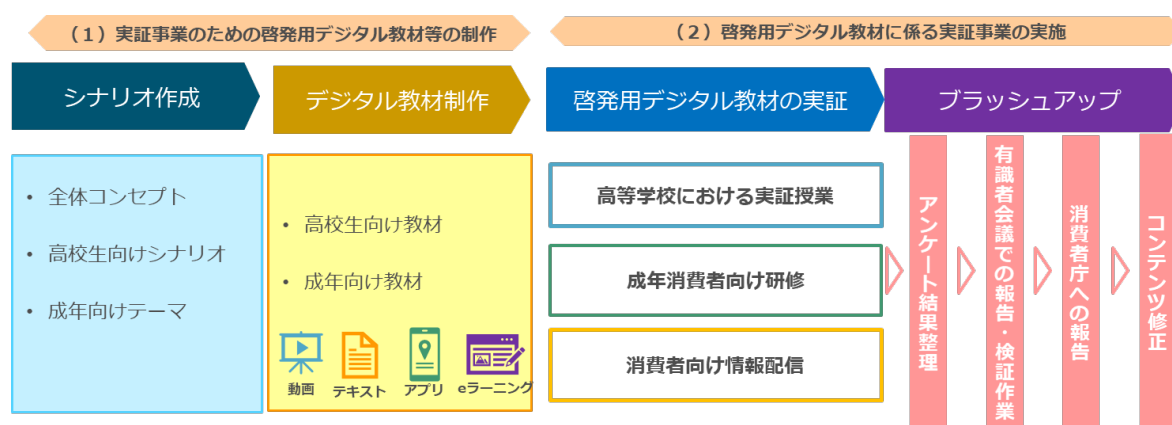 (1)実証事業のための啓発用デジタル教材等の制作
(2)啓発用デジタル教材に係る実証事業の実施
シナリオ作成
デジタル教材制作
啓発用デジタル教材の実証
ブラッシュアップ
• 全体コンセプト
• 高校生向けシナリオ
• 成年向けテーマ
• 高校生向け教材
• 成年向け教材
動画
テキスト
アプリ
eラーニング
高等学校における実証授業
成年消費者向け研修
消費者向け情報配信
アンケート結果整理
有識者会議での報告・検証作業
消費者庁への報告
コンテンツ修正